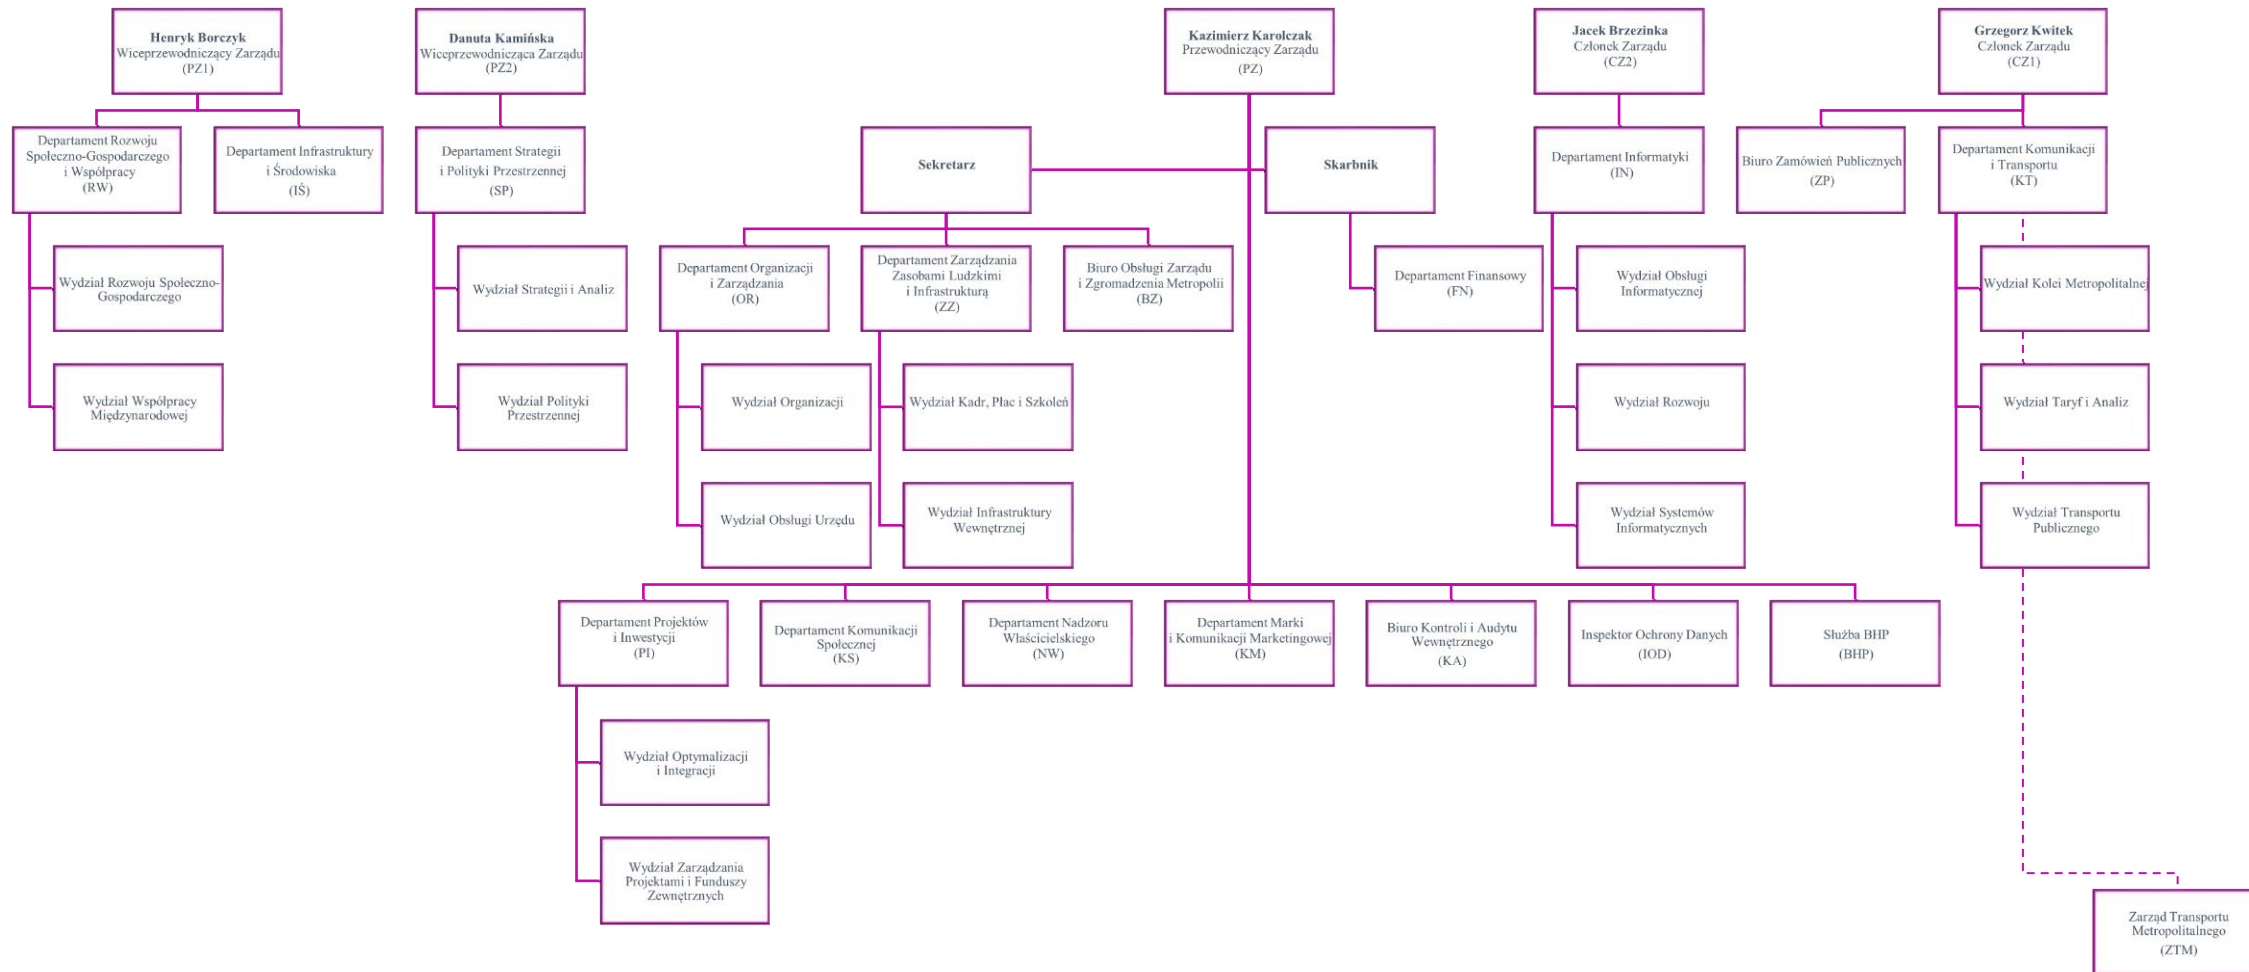 Henryk Borczyk
Wiceprzewodniczący Zarządu
(PZ1)
Danuta Kamińska
Wiceprzewodnicząca Zarządu
(PZ2)
Kazimierz Karolczak
Przewodniczący Zarządu
(PZ)
Jacek Brzezinka
Członek Zarządu
(CZ2)
Grzegorz Kwitek
Członek Zarządu
(CZ1)
Departament Rozwoju
Społeczno-Gospodarczego
i Współpracy
(RW)
Departament Infrastruktury
i Środowiska
(IŚ)
Departament Strategii
i Polityki Przestrzennej
(SP)
Sekretarz
Skarbnik
Departament Informatyki
(IN)
Biuro Zamówień Publicznych
(ZP)
Departament Komunikacji
i Transportu
(KT)
Wydział Rozwoju Społeczno-
Gospodarczego
Wydział Strategii i Analiz
Departament Organizacji
i Zarządzania
(OR)
Departament Zarządzania
Zasobami Ludzkimi
i Infrastrukturą
(ZZ)
Biuro Obsługi Zarządu
i Zgromadzenia Metropolii
(BZ)
Departament Finansowy
(FN)
Wydział Obsługi
Informatycznej
Wydział Kolei Metropolitalnej
Wydział Współpracy
Międzynarodowej
Wydział Polityki
Przestrzennej
Wydział Organizacji
Wydział Kadr, Płac i Szkoleń
Wydział Rozwoju
Wydział Taryf i Analiz
Wydział Obsługi Urzędu
Wydział Infrastruktury
Wewnętrznej
Wydział Systemów
Informatycznych
Wydział Transportu
Publicznego
Departament Projektów
i Inwestycji
(PI)
Departament Komunikacji
Społecznej
(KS)
Departament Nadzoru
Właścicielskiego
(NW)
Departament Marki
i Komunikacji Marketingowej
(KM)
Biuro Kontroli i Audytu
Wewnętrznego
(KA)
Inspektor Ochrony Danych
(IOD)
Służba BHP
(BHP)
Wydział Optymalizacji
i Integracji
Wydział Zarządzania
Projektami i Funduszy
Zewnętrznych
Zarząd Transportu
Metropolitalnego
(ZTM)